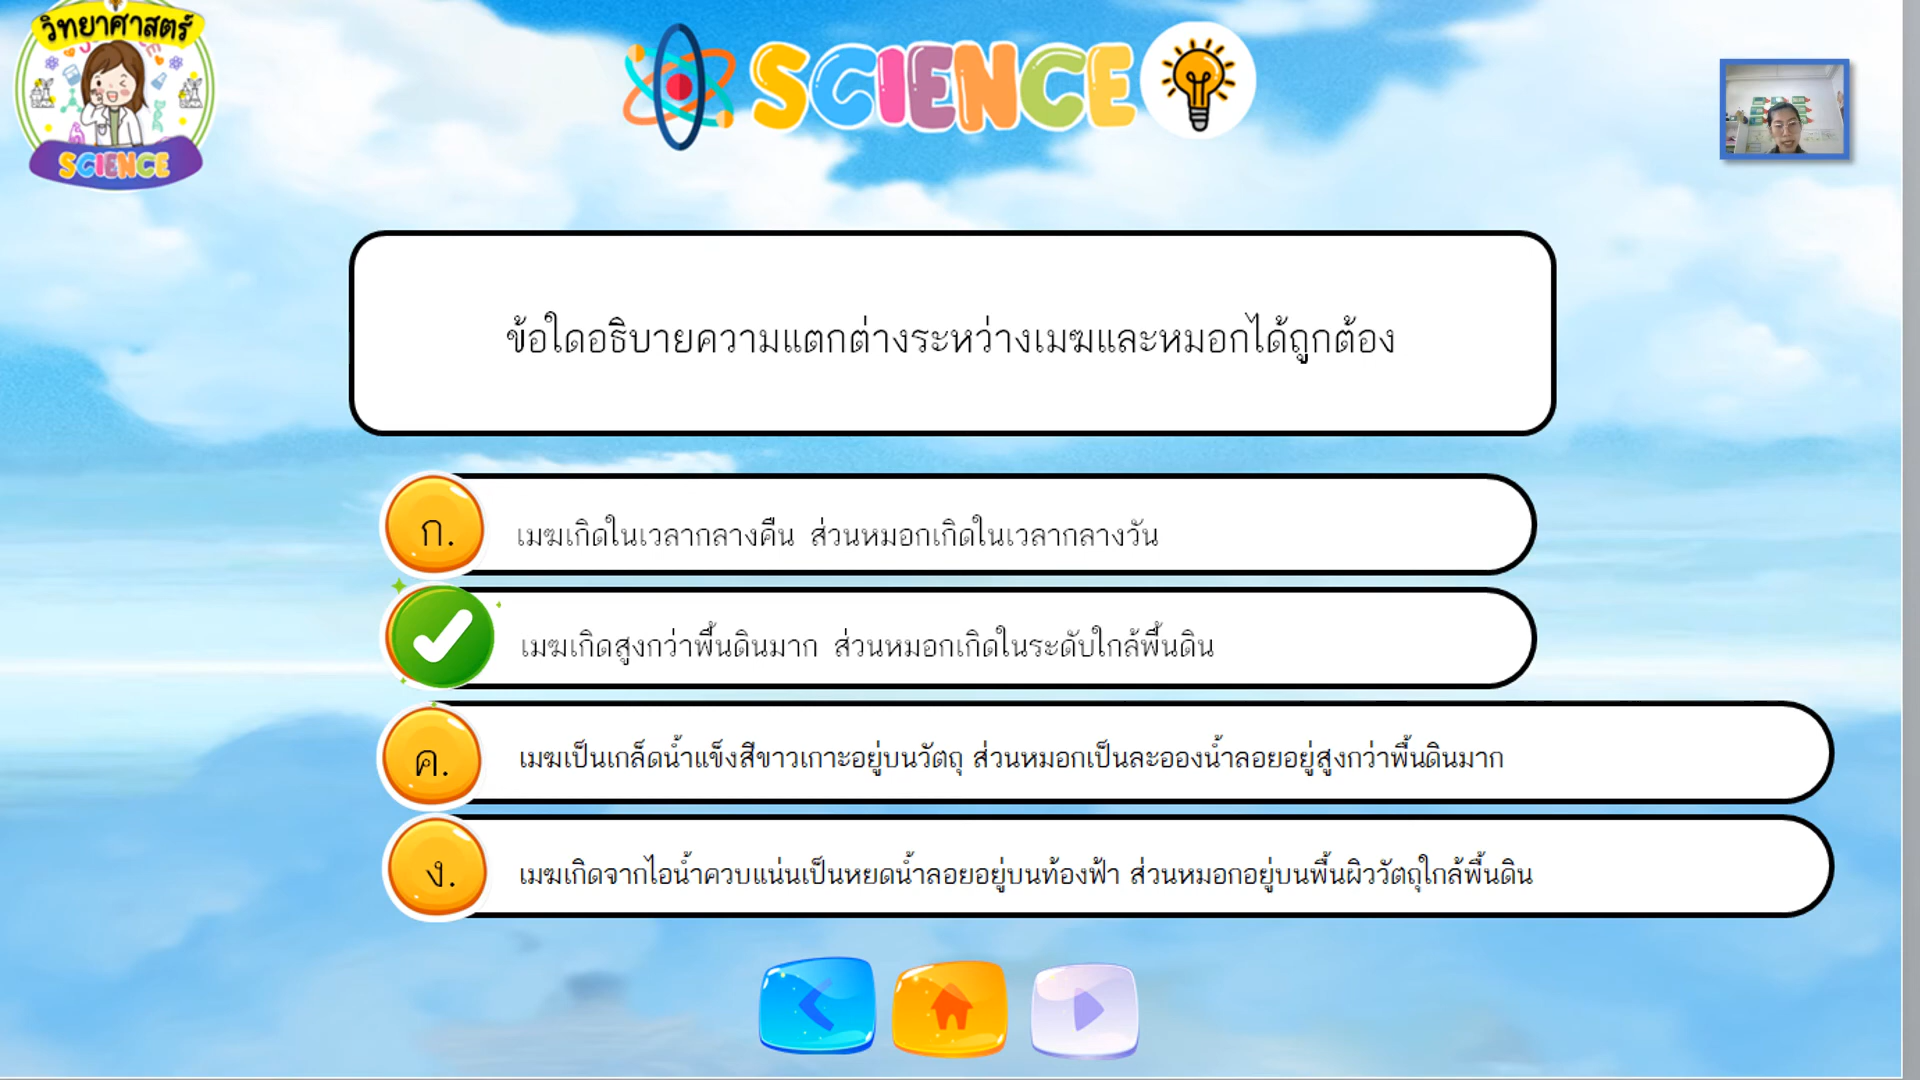 วิทยาศาสตร์
SCIENCE
SCIENCE
ข้อใดอธิบายความแตกต่างระหว่างเมฆและหมอกได้ถูกต้อง
ก. เมฆเกิดในเวลากลางคืน ส่วนหมอกเกิดในเวลากลางวัน
เมฆเกิดสูงกว่าพื้นดินมาก ส่วนหมอกเกิดในระดับใกล้พื้นดิน
ค. เมฆเป็นเกล็ดน้ำแข็งสีขาวเกาะอยู่บนวัตถุ ส่วนหมอกเป็นละอองน้ำลอยอยู่สูงกว่าพื้นดินมาก
ง. เมฆเกิดจากไอน้ำควบแน่นเป็นหยดน้ำลอยอยู่บนท้องฟ้า ส่วนหมอกอยู่บนพื้นผิววัตถุใกล้พื้นดิน